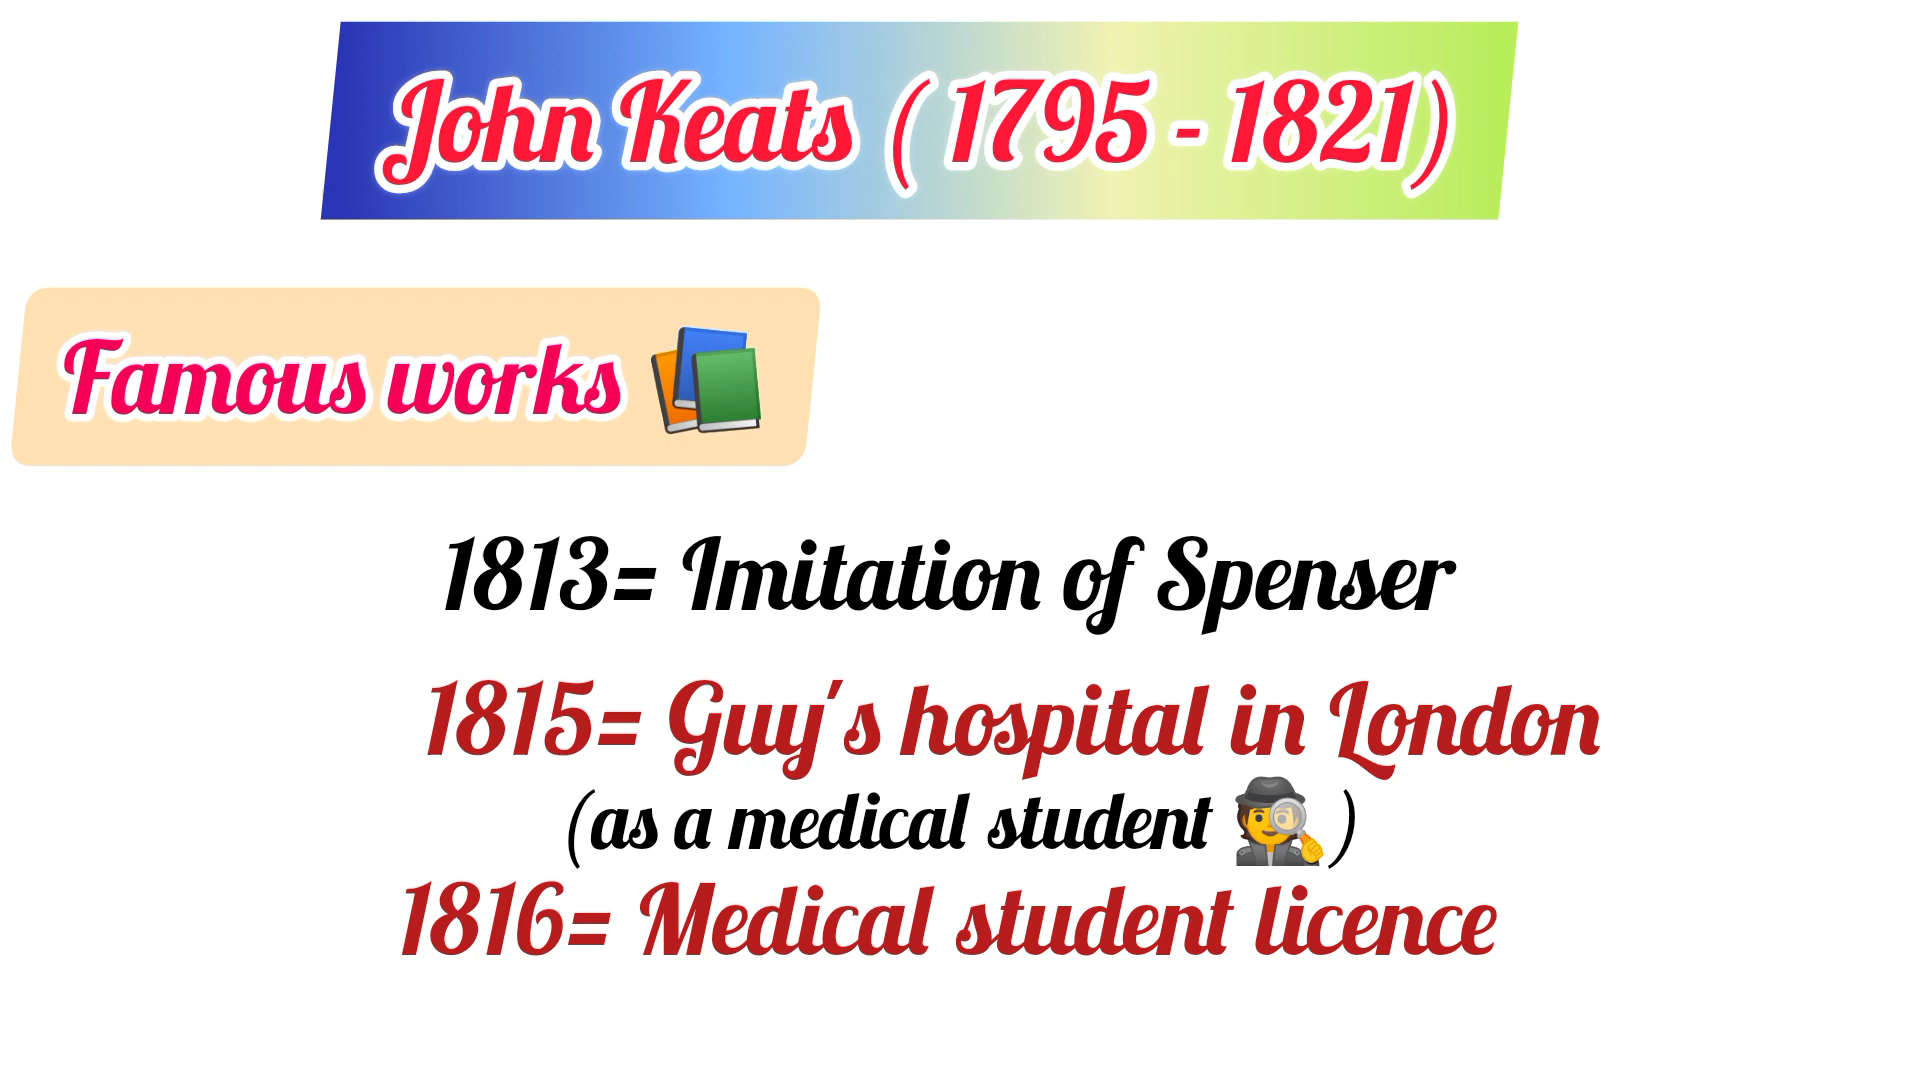 John Keats ( 1795 - 1821)
Famous works
1813= Imitation of Spenser
1815= Guy's hospital in London
(as a medical student )
1816= Medical student licence